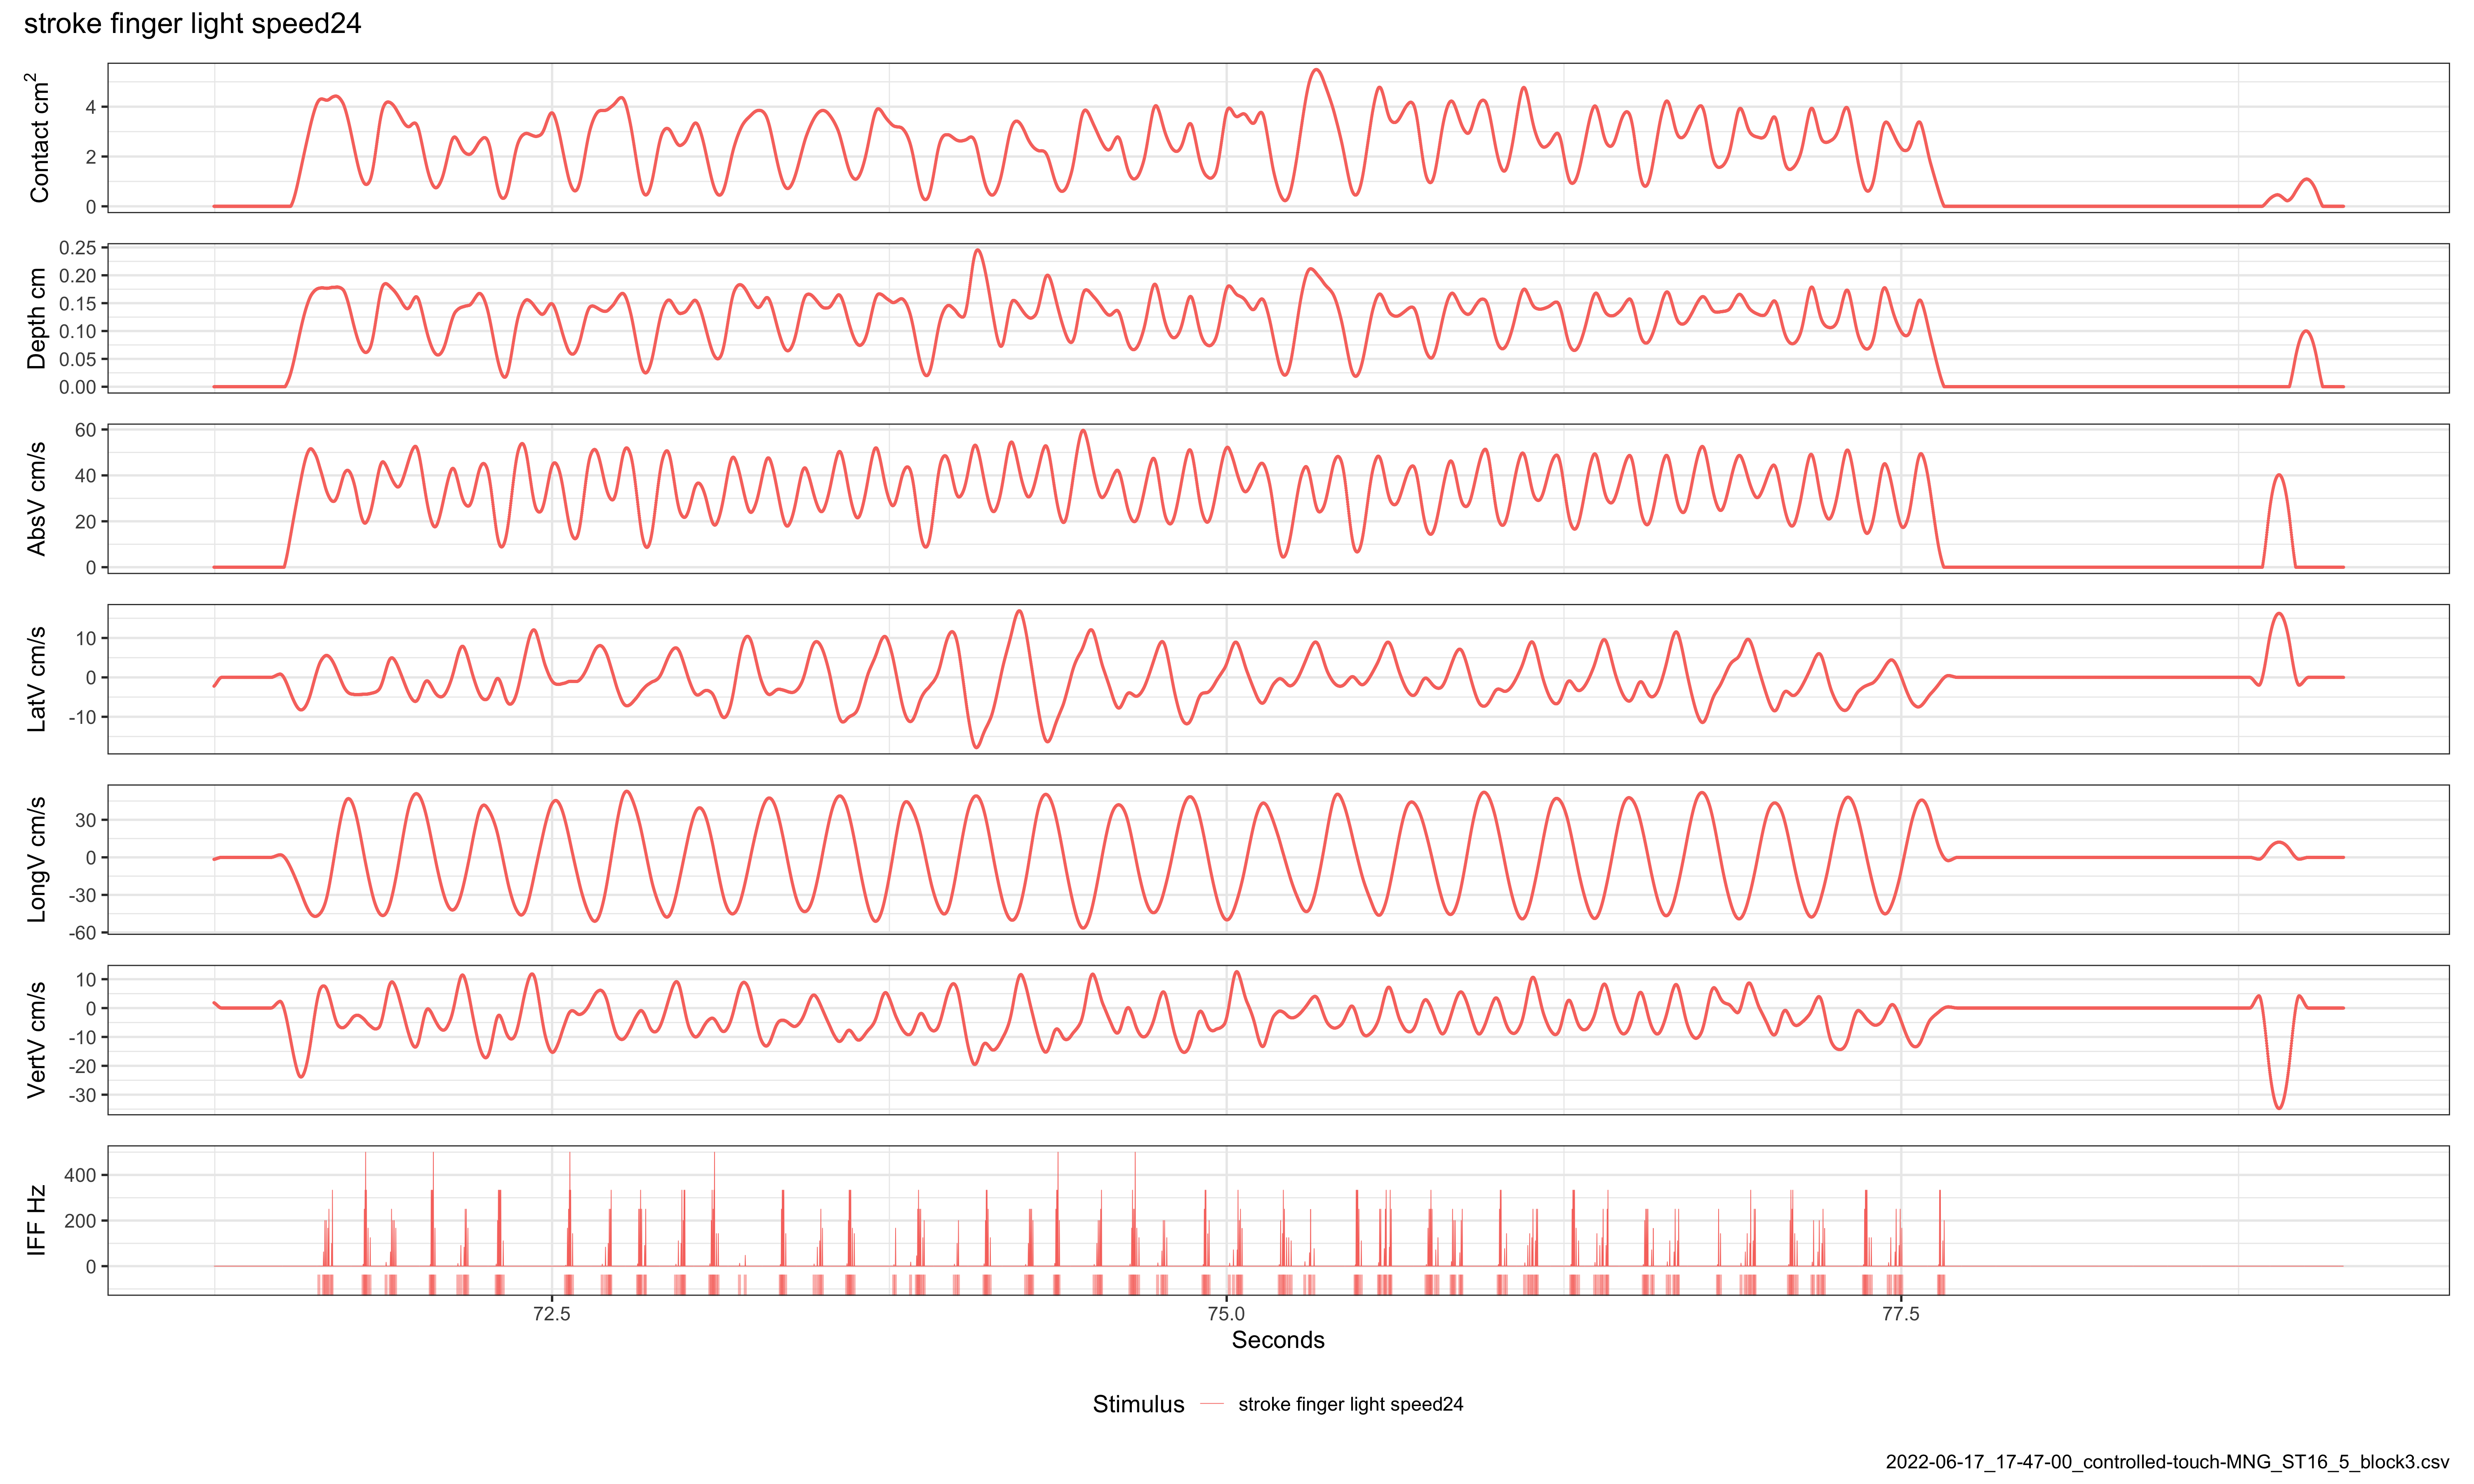 stroke finger light speed24
Contact cm²
4
2
0
Depth cm
0.25
0.20
0.15
0.10
0.05
0.00
AbsV cm/s
60
40
20
0
LatV cm/s
10
0
-10
LongV cm/s
30
0
-30
-60
VertV cm/s
10
0
-10
-20
-30
IFF Hz
400
200
0
72.5 75.0 77.5
Seconds
Stimulus stroke finger light speed24
2022-06-17_17-47-00_controlled-touch-MNG_ST16_5_block3.csv